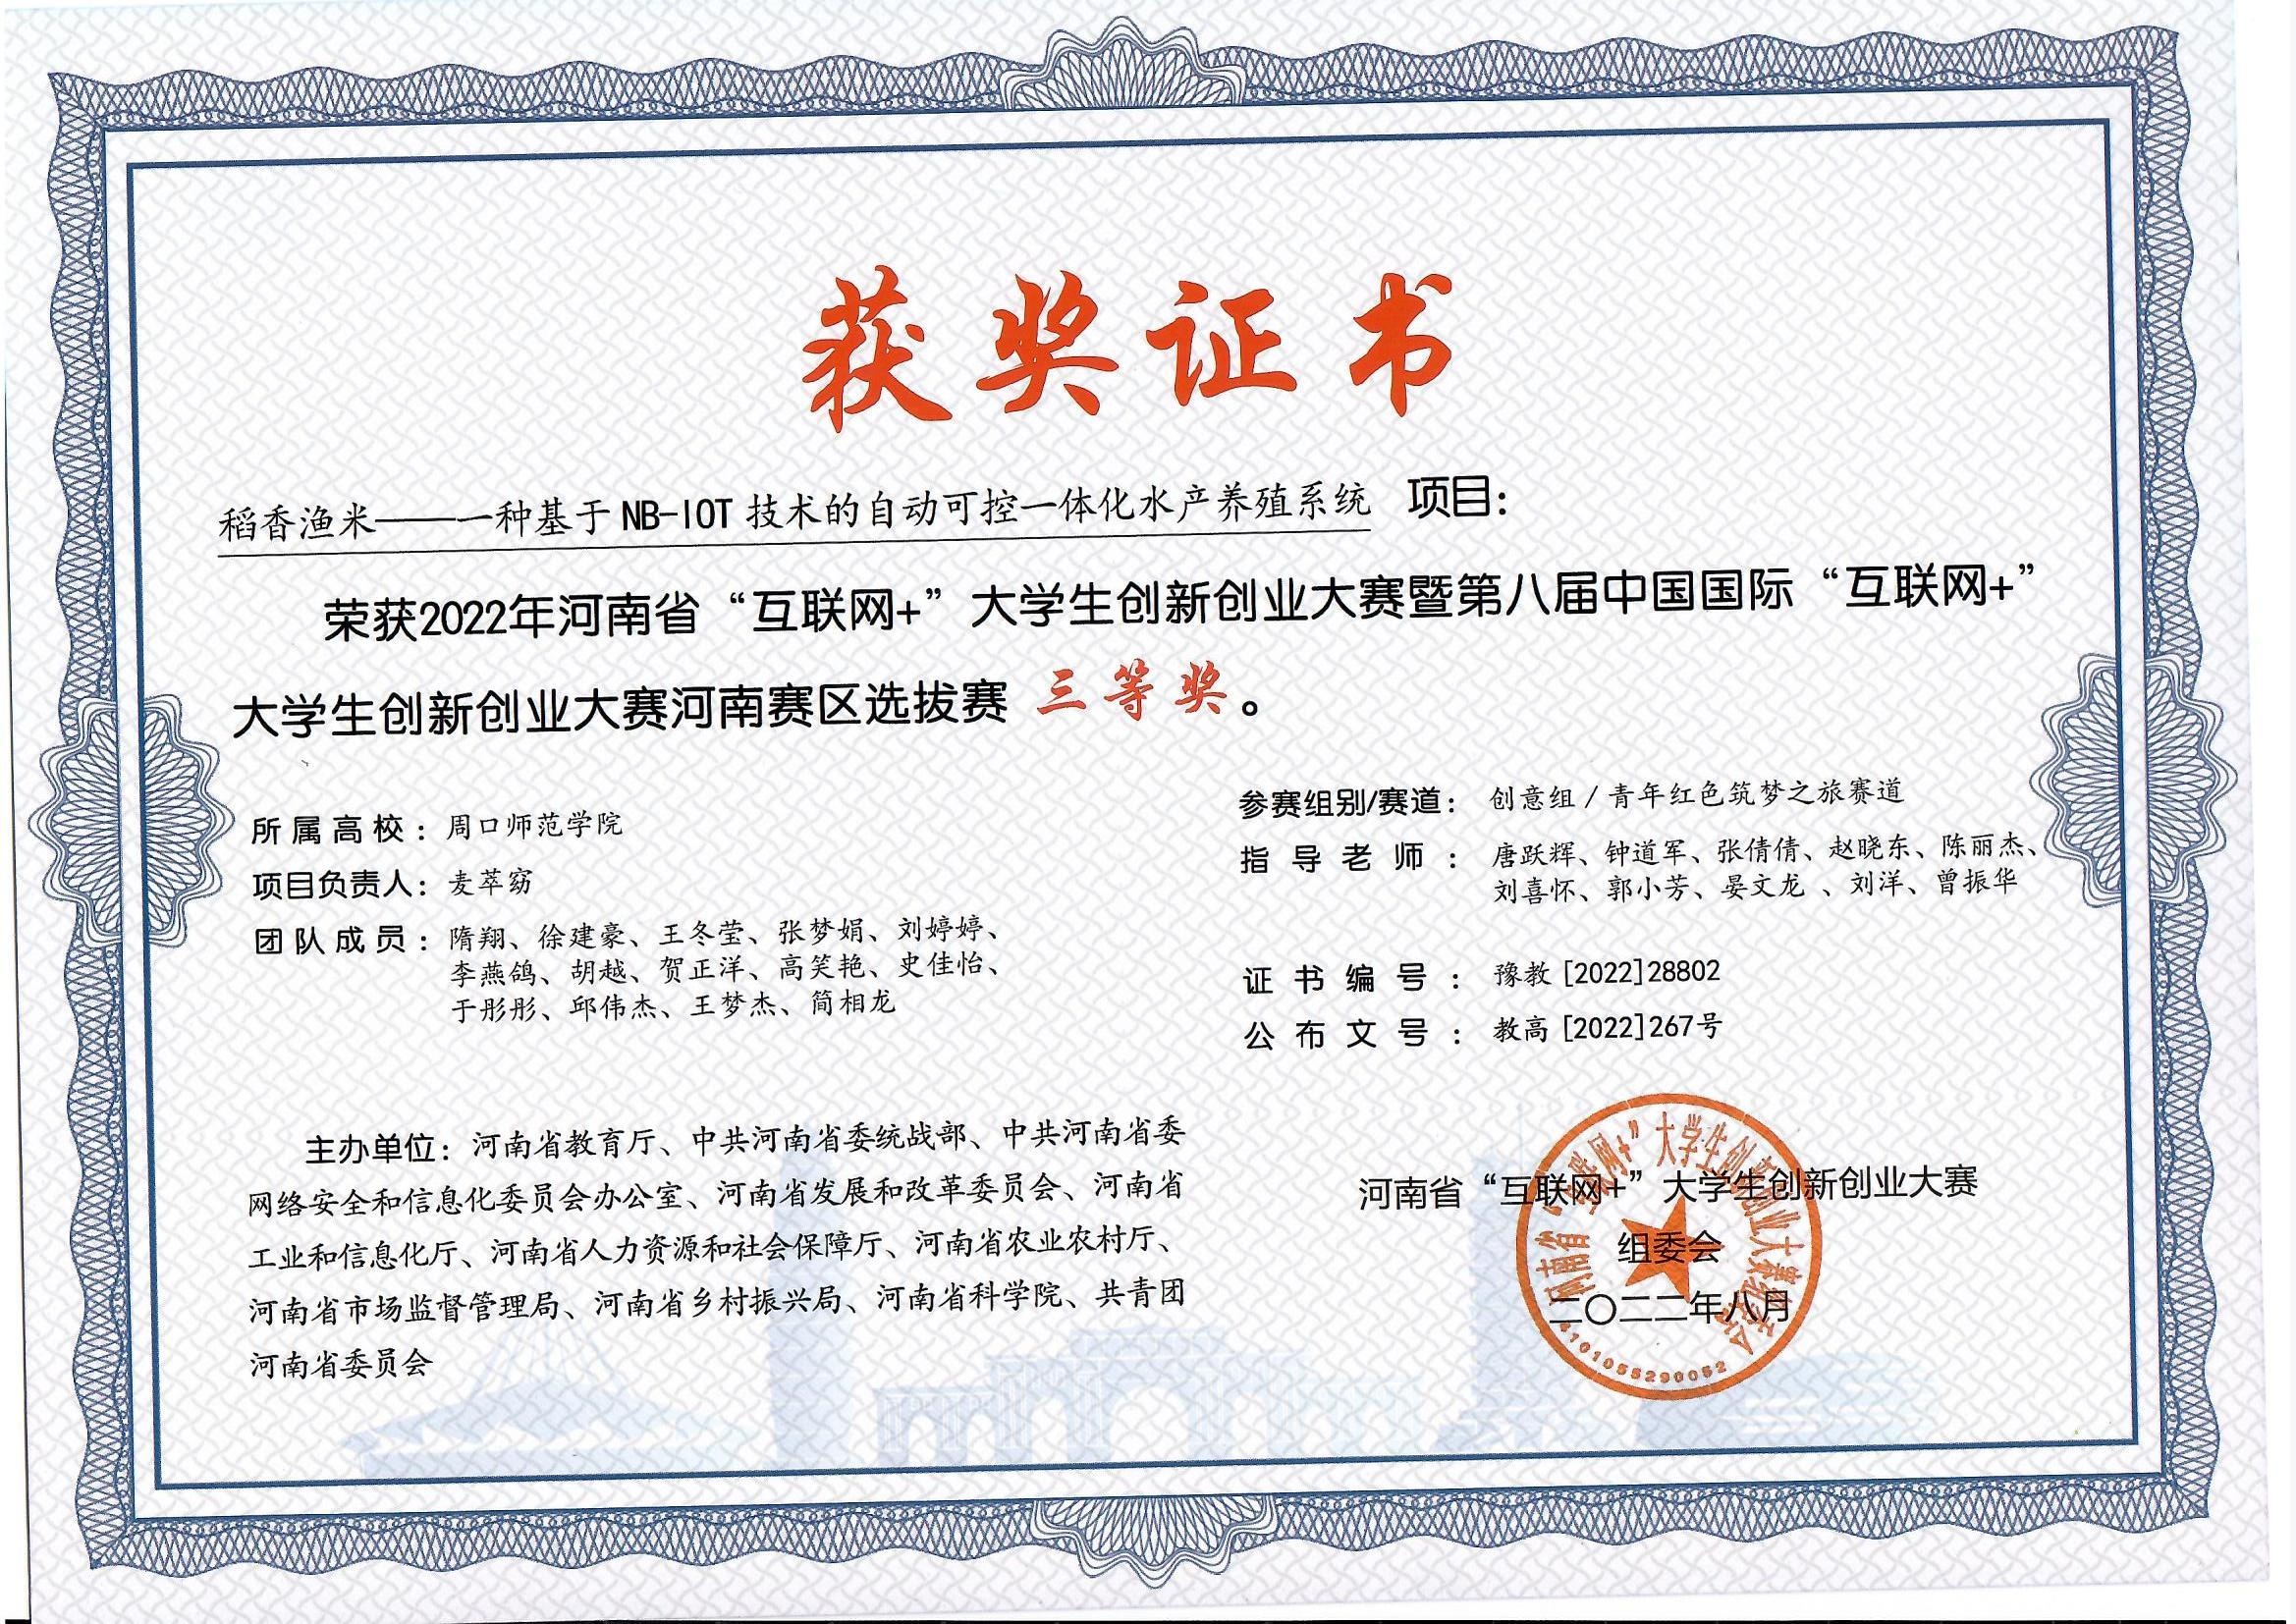 获奖证书
稻香渔米——一种基于 NB-IOT 技术的自动可控一体化水产养殖系统 项目：
荣获2022年河南省“互联网+”大学生创新创业大赛暨第八届中国国际“互联网+”
大学生创新创业大赛河南赛区选拔赛 三等奖。
所属高校：周口师范学院
项目负责人：麦萃窈
团队成员：隋翔、徐建豪、王冬莹、张梦娟、刘婷婷、
李燕鸽、胡越、贺正洋、高笑艳、史佳怡、
于彤彤、邱伟杰、王梦杰、简相龙
参赛组别/赛道：创意组 / 青年红色筑梦之旅赛道
指导老师：唐跃辉、钟道军、张倩倩、赵晓东、陈丽杰、
刘喜怀、郭小芳、晏文龙 、刘洋、曾振华
证书编号：豫教 [2022]28802
公布文号：教高 [2022]267号
主办单位：河南省教育厅、中共河南省委统战部、中共河南省委
网络安全和信息化委员会办公室、河南省发展和改革委员会、河南省
工业和信息化厅、河南省人力资源和社会保障厅、河南省农业农村厅、
河南省市场监督管理局、河南省乡村振兴局、河南省科学院、共青团
河南省委员会
河南省“互联网+”大学生创新创业大赛
组委会
二〇二二年八月
河南省“互联网+”大学生创新创业大赛组委会
4101055290052